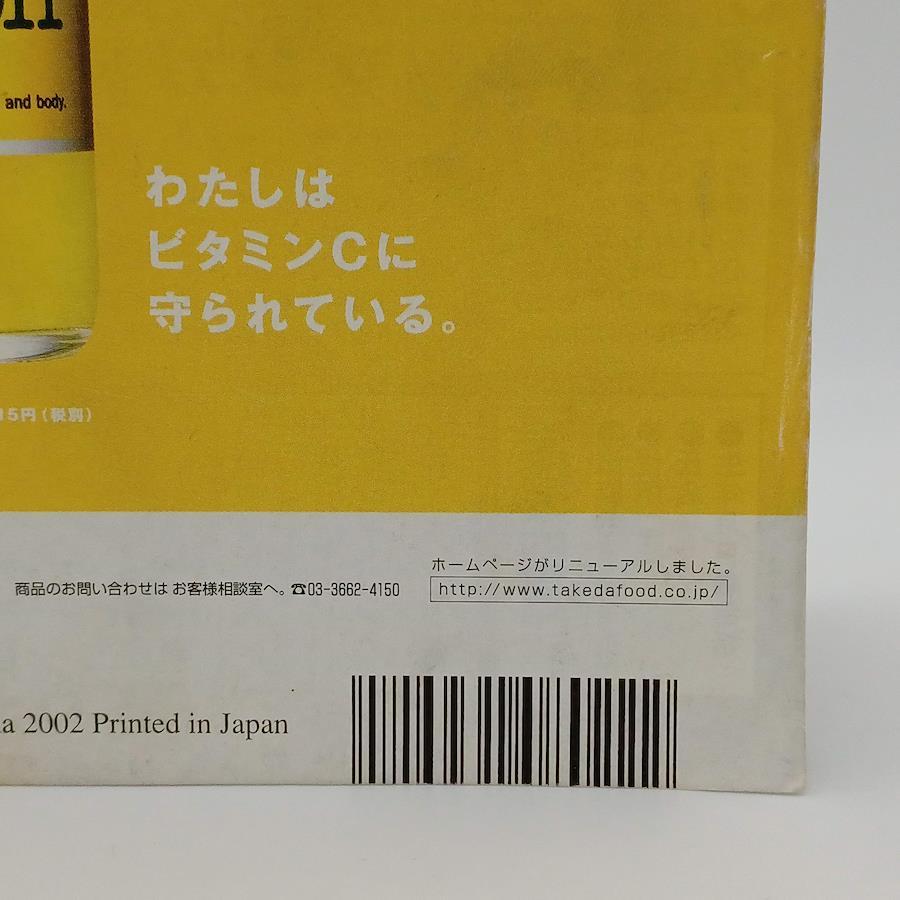 and body.
わたしは
ビタミンCに
守られている。
15円(税別)
ホームページがリニューアルしました。
商品のお問い合わせは お客様相談室へ。☎03-3662-4150
http://www.takedafood.co.jp/
2002 Printed in Japan